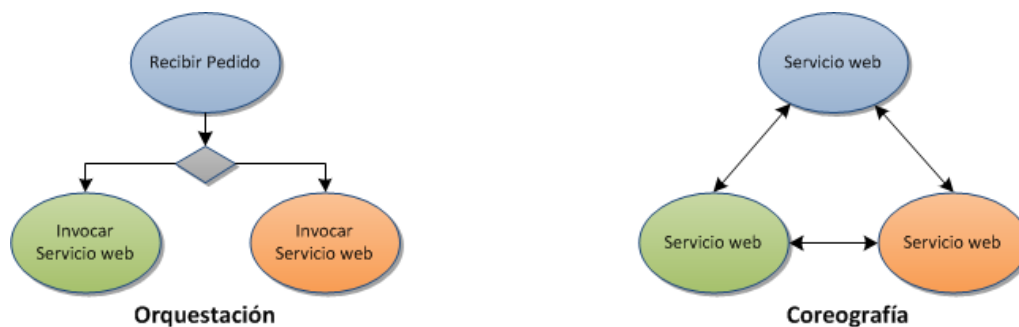 Recibir Pedido
Invocar
Servicio web
Invocar
Servicio web
Orquestación
Servicio web
Servicio web
Servicio web
Coreografía